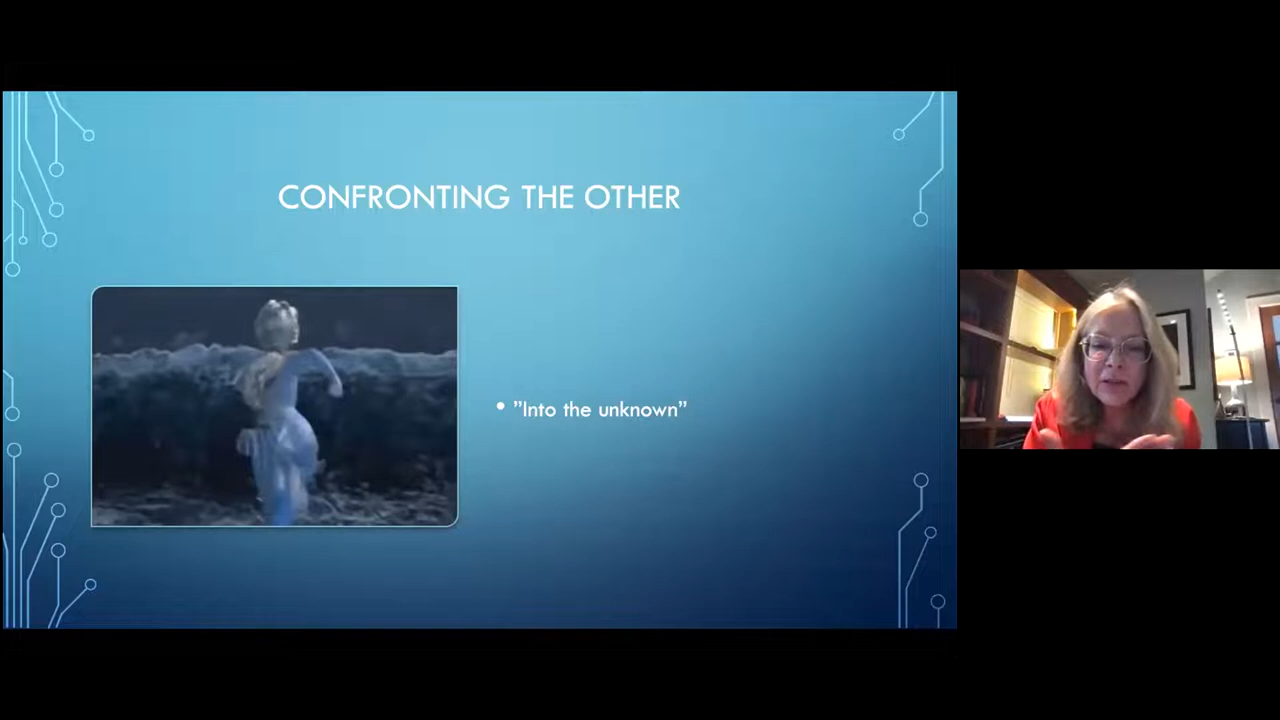 CONFRONTING THE OTHER
• ”Into the unknown”